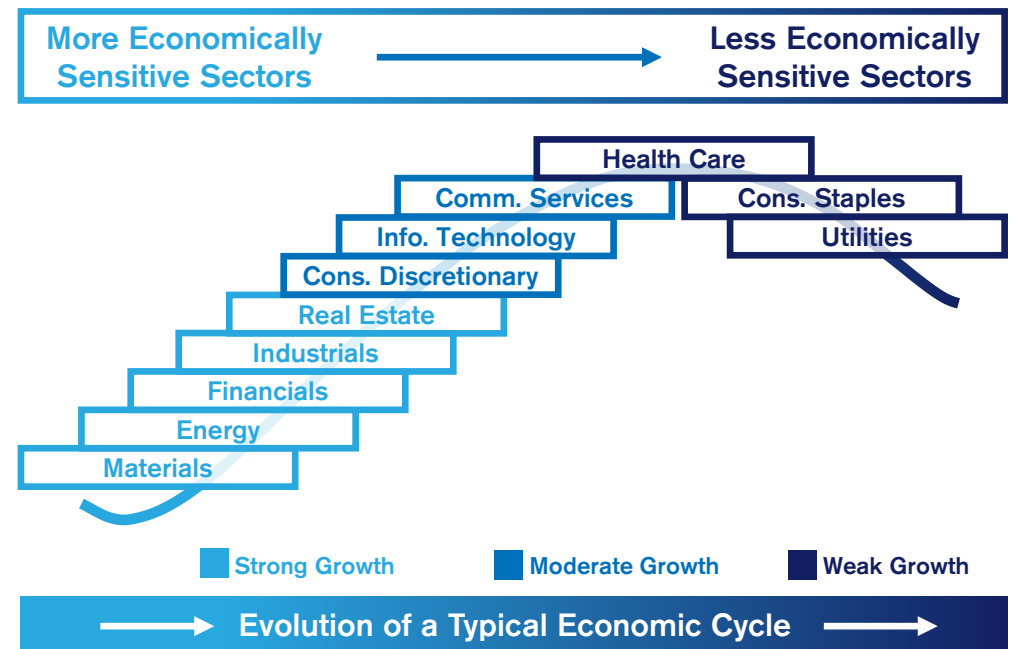 More Economically
Sensitive Sectors
Less Economically
Sensitive Sectors
Health Care
Comm. Services
Cons. Staples
Info. Technology
Utilities
Cons. Discretionary
Real Estate
Industrials
Financials
Energy
Materials
Strong Growth
Moderate Growth
Weak Growth
Evolution of a Typical Economic Cycle